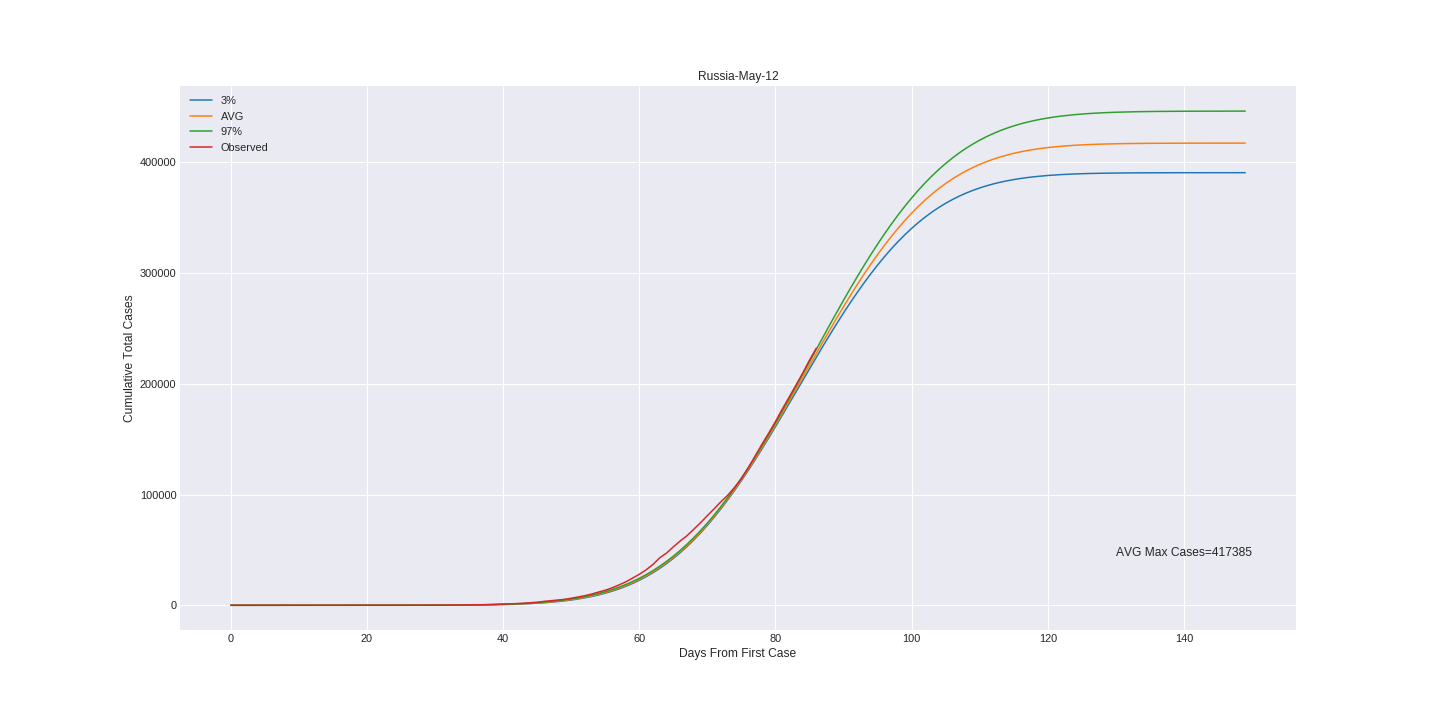 Russia-May-12
3%
AVG
97%
Observed
400000
300000
200000
100000
0
Cumulative Total Cases
AVG Max Cases=417385
0 20 40 60 80 100 120 140
Days From First Case